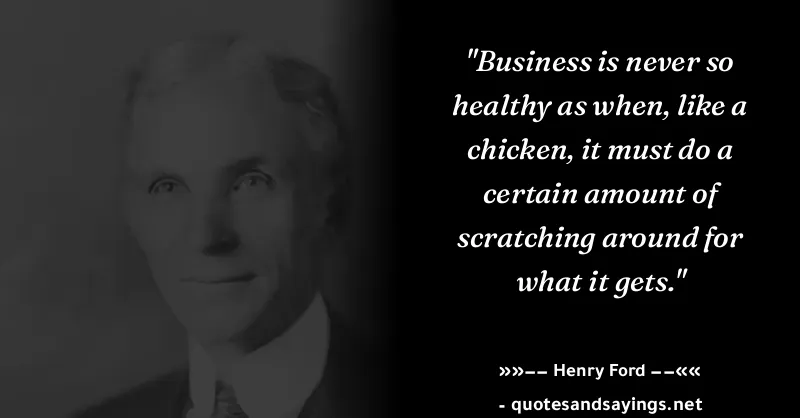 "Business is never so
healthy as when, like a
chicken, it must do a
certain amount of
scratching around for
what it gets."
»»−− Henry Ford −−««
- quotesandsayings.net